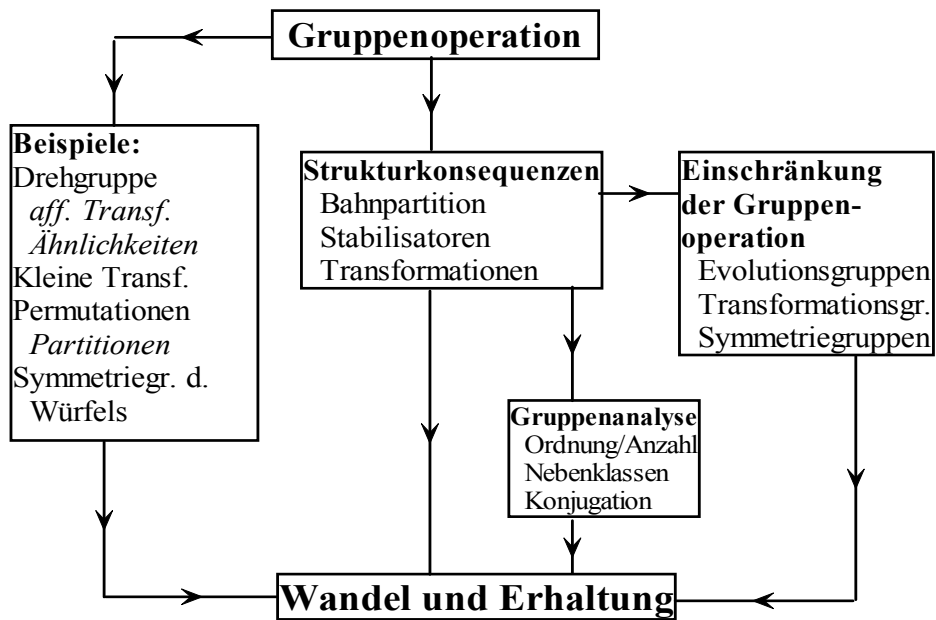 Gruppenoperation
Beispiele:
Drehgruppe
aff. Transf.
Ähnlichkeiten
Kleine Transf.
Permutationen
Partitionen
Symmetriegr. d.
Würfels
Strukturkonsequenzen
Bahnpartition
Stabilisatoren
Transformationen
Einschränkung
der Gruppen-
operation
Evolutionsgruppen
Transformationsgr.
Symmetriegruppen
Gruppenanalyse
Ordnung/Anzahl
Nebenklassen
Konjugation
Wandel und Erhaltung